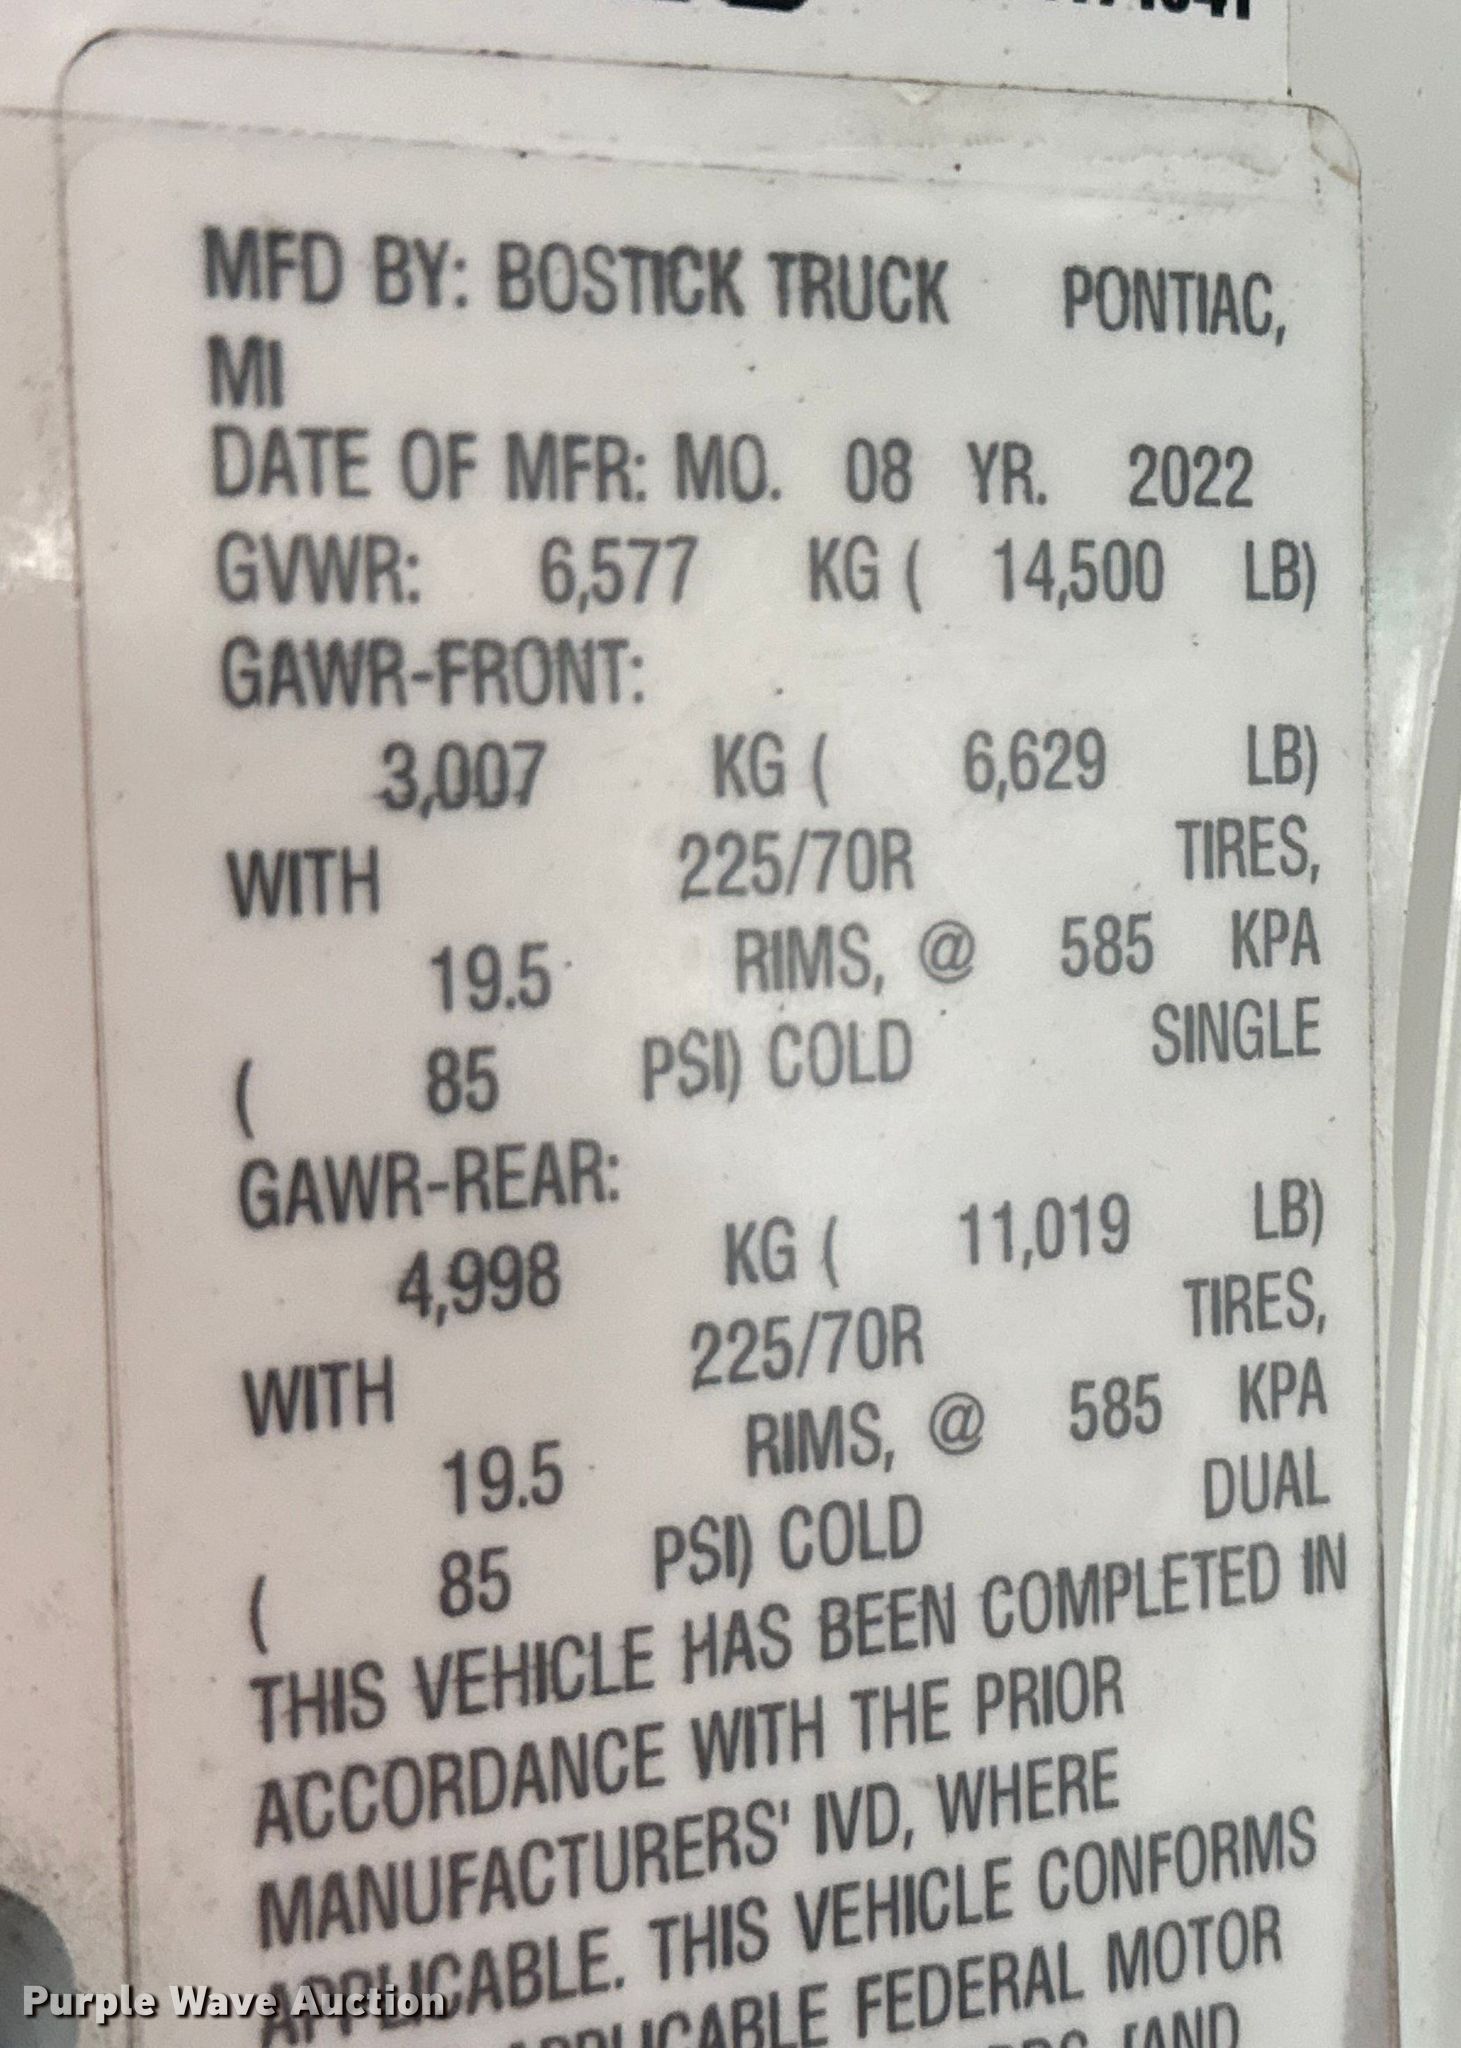 MFD BY: BOSTICK TRUCK PONTIAC,
MI
DATE OF MFR: MO. 08 YR. 2022
GVWR: 6,577 KG ( 14,500 LB)
GAWR-FRONT:
3,007 KG ( 6,629 LB)
WITH 225/70R TIRES,
19.5 RIMS, @ 585 KPA
( 85 PSI) COLD SINGLE
GAWR-REAR:
4,998 KG ( 11,019 LB)
WITH 225/70R TIRES,
19.5 RIMS, @ 585 KPA
( 85 PSI) COLD DUAL
THIS VEHICLE HAS BEEN COMPLETED IN
ACCORDANCE WITH THE PRIOR
MANUFACTURERS' IVD, WHERE
APPLICABLE. THIS VEHICLE CONFORMS
APPLICABLE FEDERAL MOTOR
[AND
Purple Wave Auction